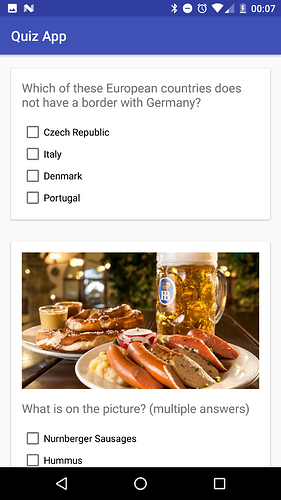 00:07
Quiz App
Which of these European countries does
not have a border with Germany?
Czech Republic
Italy
Denmark
Portugal
HB
What is on the picture? (multiple answers)
Nurnberger Sausages
Hummus